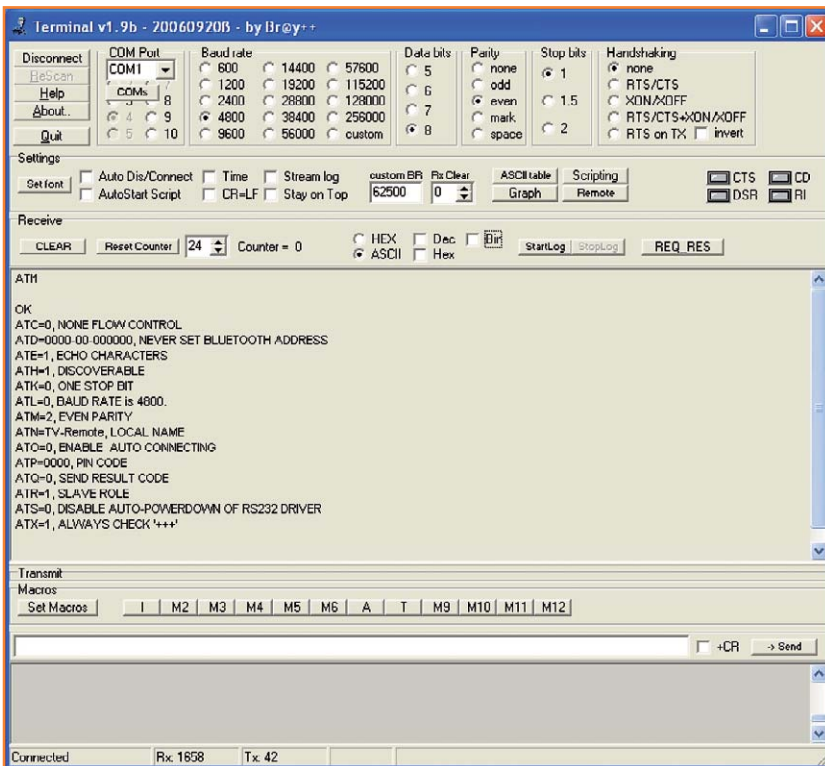 Terminal v1.9b - 20060920ß - by Br@y++
Disconnect
ReScan
Help
About..
Quit
COM Port
COM1
COMs
7
8
4 9
5 10
Baud rate
600 14400 57600
1200 19200 115200
2400 28800 128000
4800 38400 256000
9600 56000 custom
Data bits
5
6
7
8
Parity
none
odd
even
mark
space
Stop bits
1
1.5
2
Handshaking
none
RTS/CTS
XON/XOFF
RTS/CTS+XON/XOFF
RTS on TX invert
Settings
Set font
Auto Dis/Connect Time Stream log
AutoStart Script CR=LF Stay on Top
custom BR Rx Clear
62500 0
ASCII table Scripting
Graph Remote
CTS CD
DSR RI
Receive
CLEAR Reset Counter 24 Counter = 0
HEX Dec Bin
ASCII Hex
StartLog StopLog REQ_RES
ATI1
OK
ATC=0, NONE FLOW CONTROL
ATD=0000-00-000000, NEVER SET BLUETOOTH ADDRESS
ATE=1, ECHO CHARACTERS
ATH=1, DISCOVERABLE
ATK=0, ONE STOP BIT
ATL=0, BAUD RATE is 4800.
ATM=2, EVEN PARITY
ATN=TV-Remote, LOCAL NAME
ATO=0, ENABLE AUTO CONNECTING
ATP=0000, PIN CODE
ATQ=0, SEND RESULT CODE
ATR=1, SLAVE ROLE
ATS=0, DISABLE AUTO-POWERDOWN OF RS232 DRIVER
ATX=1, ALWAYS CHECK '+++'
Transmit
Macros
Set Macros I M2 M3 M4 M5 M6 A T M9 M10 M11 M12
+CR -> Send
Connected Rx: 1658 Tx: 42